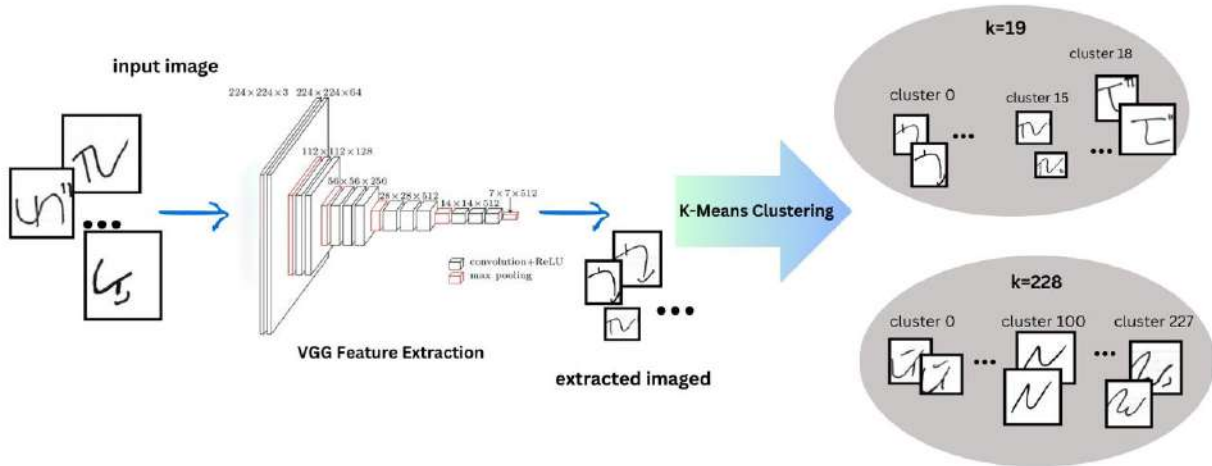 input image
224×224×3 224×224×64
112×112×128
56×56×256
28×28×512
14×14×512
7×7×512
convolution+ReLU
max pooling
VGG Feature Extraction
extracted imaged
K-Means Clustering
k=19
cluster 0
cluster 15
cluster 18
k=228
cluster 0
cluster 100
cluster 227